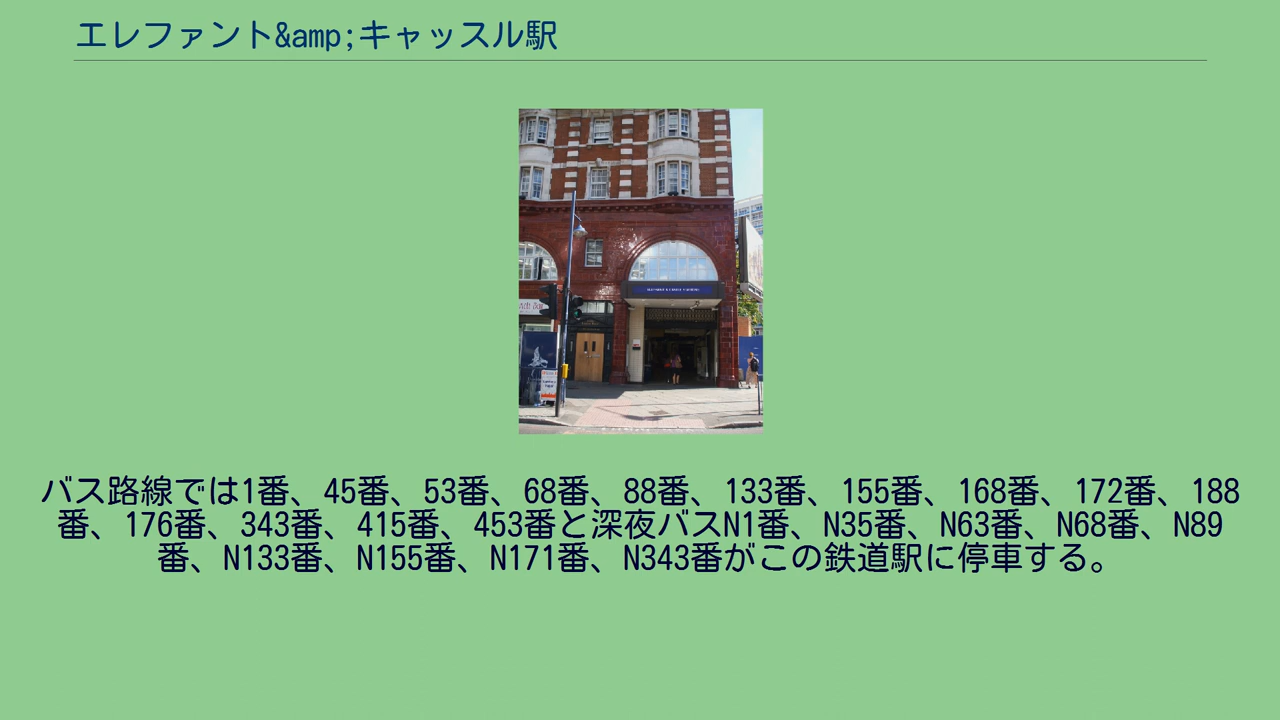 エレファント&amp;キャッスル駅
バス路線では1番、45番、53番、68番、88番、133番、155番、168番、172番、188
番、176番、343番、415番、453番と深夜バスN1番、N35番、N63番、N68番、N89
番、N133番、N155番、N171番、N343番がこの鉄道駅に停車する。